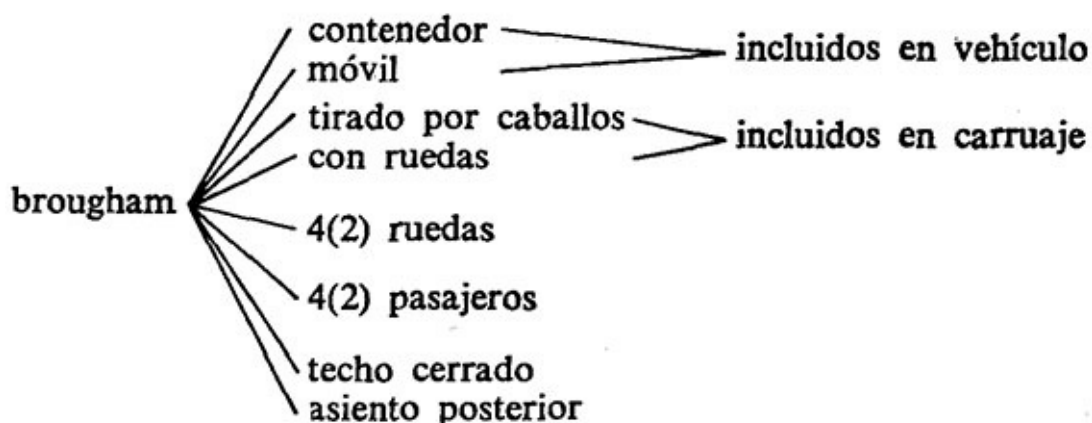 contenedor
incluidos en vehículo
móvil
tirado por caballos
incluidos en carruaje
con ruedas
brougham
4(2) ruedas
4(2) pasajeros
techo cerrado
asiento posterior